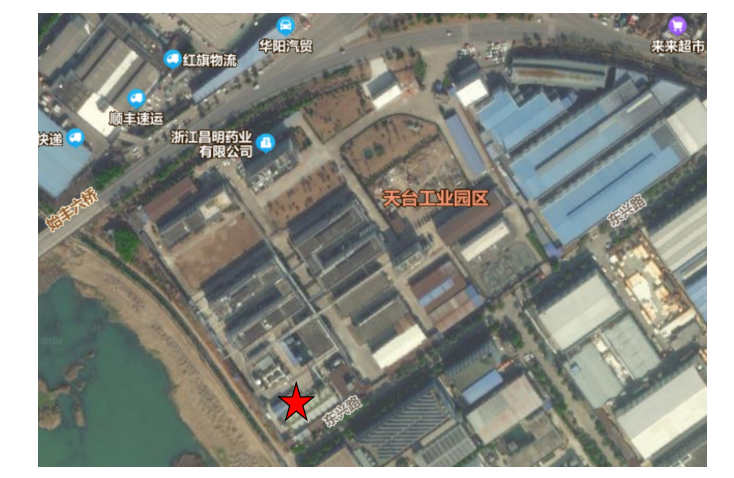 华阳汽贸
来来超市
红旗物流
顺丰速运
快递
浙江昌明药业
有限公司
天台工业园区
始丰大桥
东兴路
东兴路